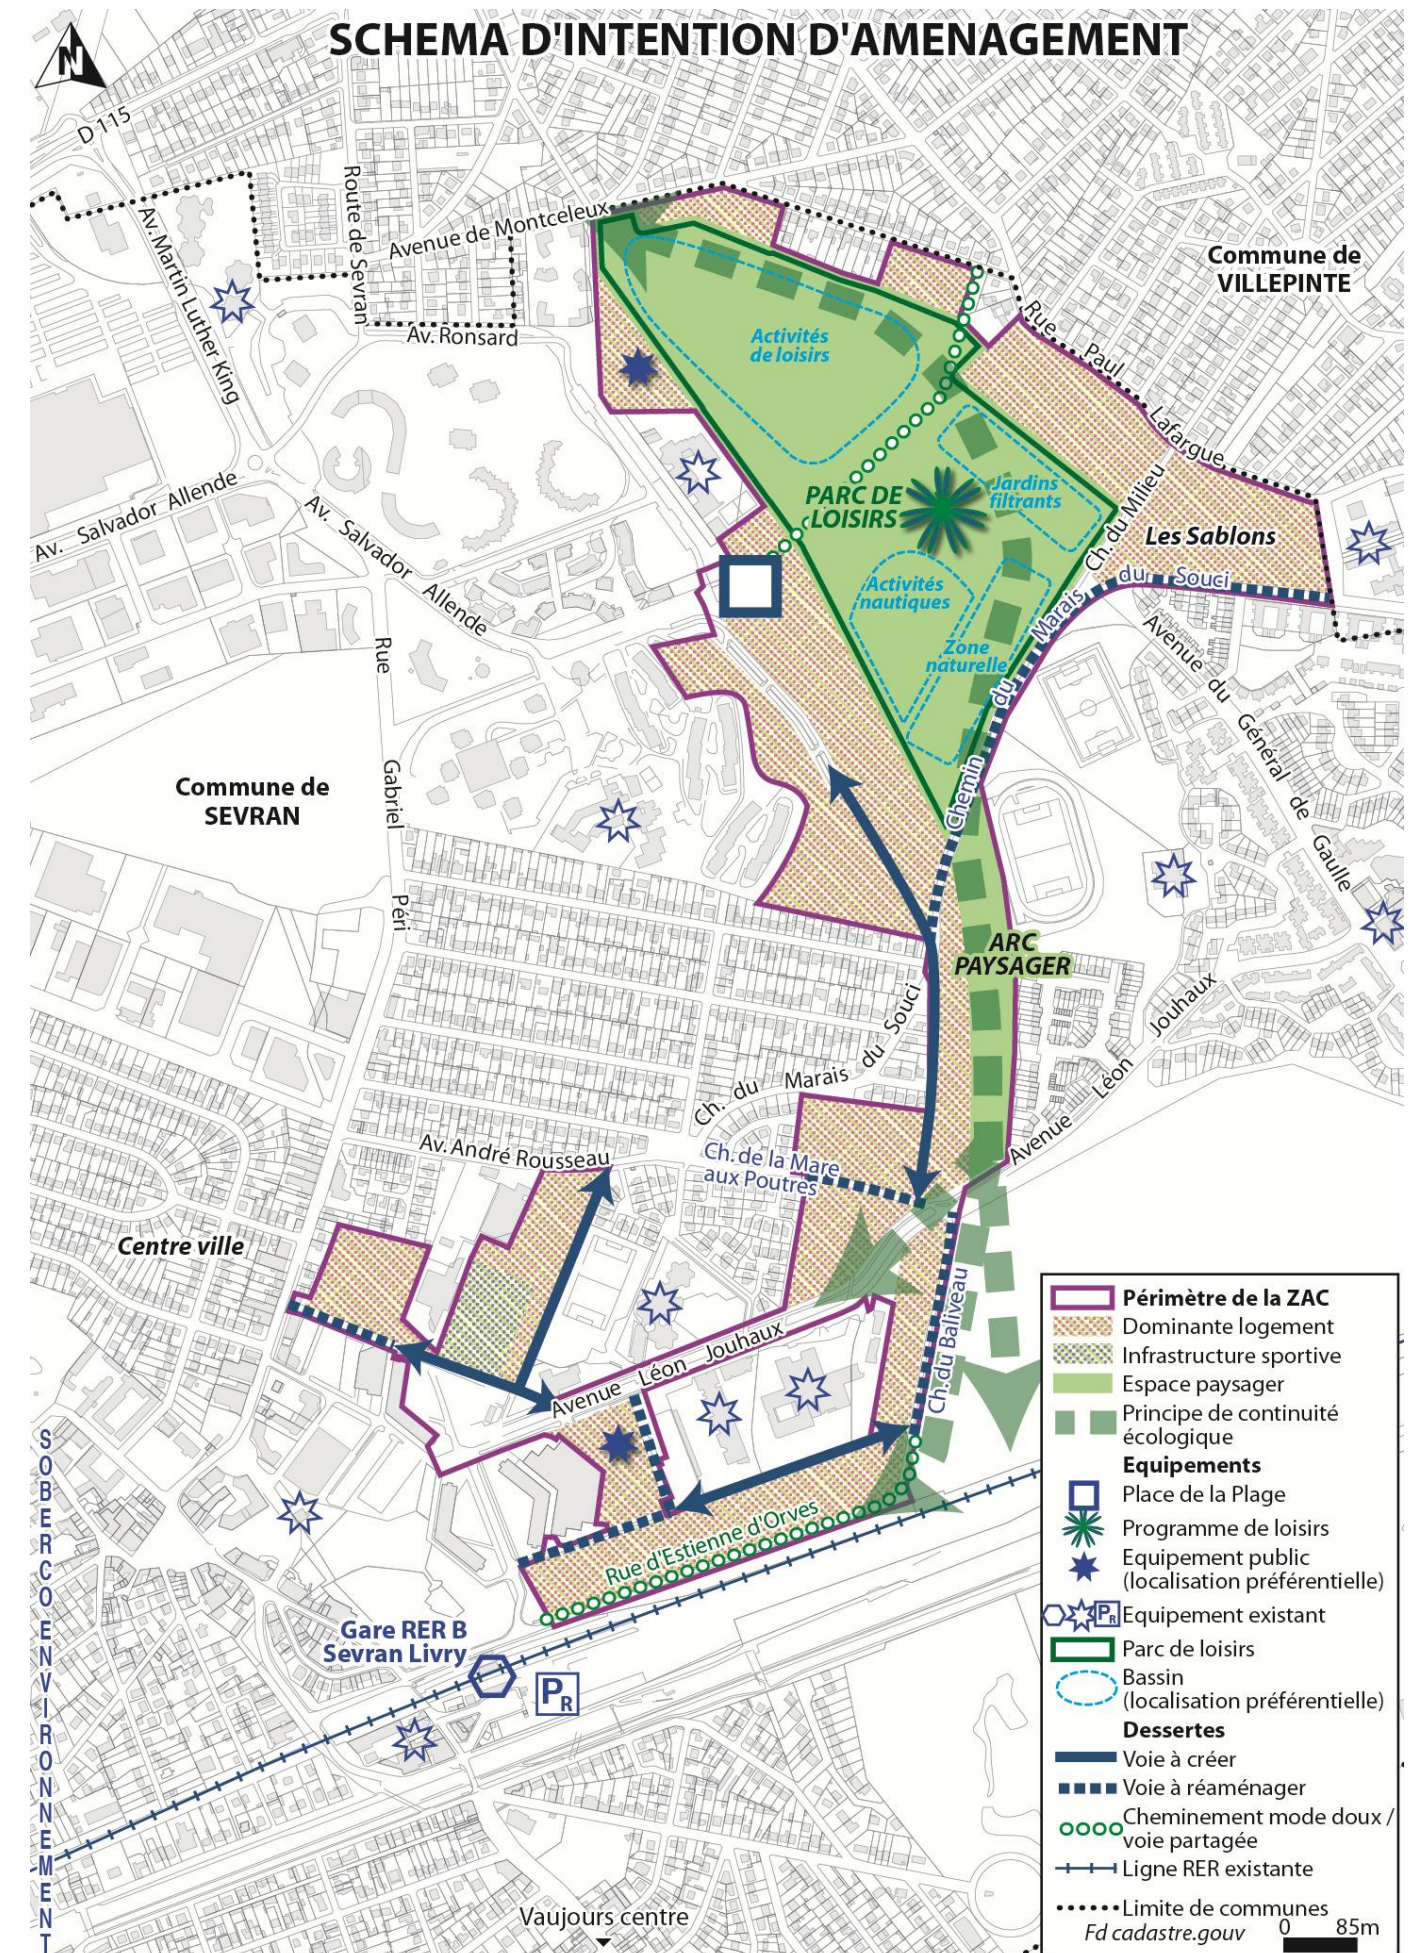 SCHEMA D'INTENTION D'AMENAGEMENT
N
D 115
Av. Martin Luther King
Route de Sevran
Avenue de Montceleux
Av. Ronsard
Commune de
VILLEPINTE
Rue Paul Lafargue
Activités
de loisirs
PARC DE
LOISIRS
Jardins
filtrants
Ch. du Milieu
Les Sablons
Activités
nautiques
Zone
naturelle
Chemin du Marais du Souci
Av. Salvador Allende
Av. Salvador Allende
Avenue du Général de Gaulle
Rue Gabriel Péri
Commune de
SEVRAN
ARC
PAYSAGER
Ch. du Marais du Souci
Avenue Léon Jouhaux
Av. André Rousseau
Ch. de la Mare
aux Poutres
Centre ville
Ch. du Baliveau
Avenue Léon Jouhaux
Rue d'Estienne d'Orves
Gare RER B
Sevran Livry
PR
Vaujours centre
SOBERCO ENVIRONNEMENT
Périmètre de la ZAC
Dominante logement
Infrastructure sportive
Espace paysager
Principe de continuité
écologique
Equipements
Place de la Plage
Programme de loisirs
Equipement public
(localisation préférentielle)
PR Equipement existant
Parc de loisirs
Bassin
(localisation préférentielle)
Dessertes
Voie à créer
Voie à réaménager
Cheminement mode doux /
voie partagée
Ligne RER existante
Limite de communes
Fd cadastre.gouv
0 85m